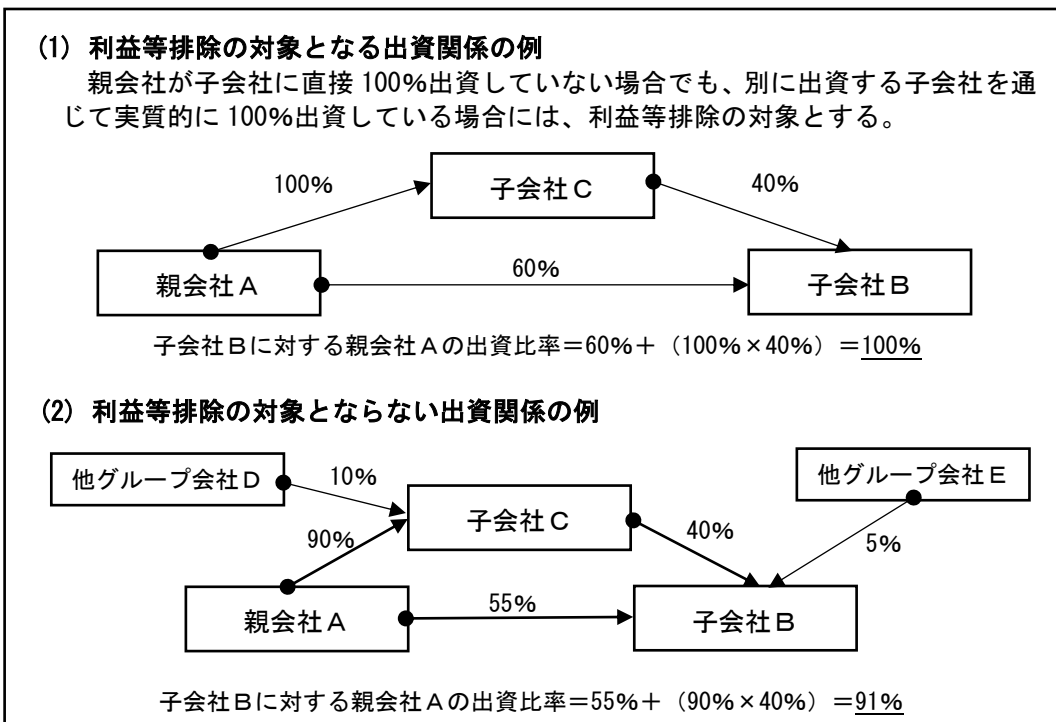 (1) 利益等排除の対象となる出資関係の例
親会社が子会社に直接 100%出資していない場合でも、別に出資する子会社を通
じて実質的に 100%出資している場合には、利益等排除の対象とする。
100%
子会社C
40%
親会社A
60%
子会社B
子会社Bに対する親会社Aの出資比率＝60%＋（100%×40%）＝100%
(2) 利益等排除の対象とならない出資関係の例
他グループ会社D
10%
他グループ会社E
子会社C
90%
40%
5%
親会社A
55%
子会社B
子会社Bに対する親会社Aの出資比率＝55%＋（90%×40%）＝91%